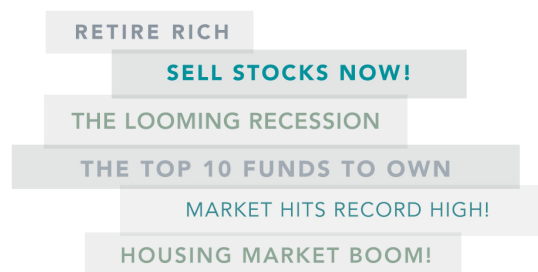 RETIRE RICH
SELL STOCKS NOW!
THE LOOMING RECESSION
THE TOP 10 FUNDS TO OWN
MARKET HITS RECORD HIGH!
HOUSING MARKET BOOM!